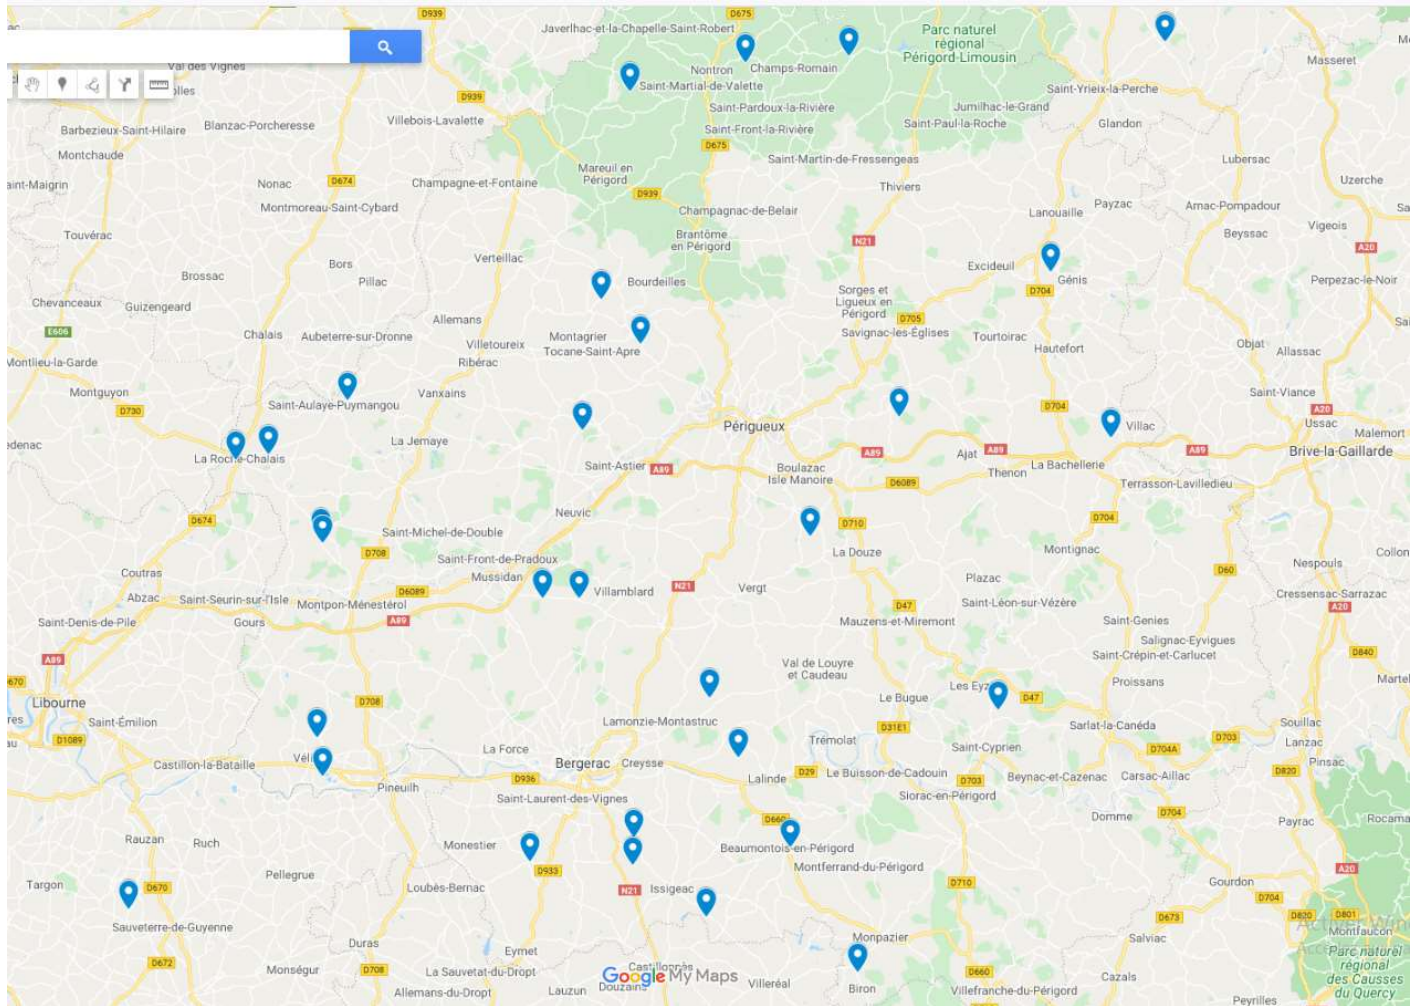 D939
D675
Javerlhac-et-la-Chapelle-Saint-Robert
Parc naturel
régional
Périgord-Limousin
Masseret
Val des Vignes
Nontron
Champs-Romain
Saint-Martial-de-Valette
Saint-Yrieix-la-Perche
D939
Saint-Pardoux-la-Rivière
Jumilhac-le-Grand
Villebois-Lavalette
Blanzac-Porcheresse
Barbezieux-Saint-Hilaire
Saint-Front-la-Rivière
Saint-Paul-la-Roche
Glandon
D675
Montchaude
Saint-Martin-de-Fressengeas
Lubersac
Mareuil en
Périgord
Uzerche
Nonac
D674
Champagne-et-Fontaine
Thiviers
D939
Montmoreau-Saint-Cybard
Champagnac-de-Belair
Lanouaille
Payzac
Arnac-Pompadour
Touvérac
Brantôme
en Périgord
N21
Beyssac
Vigeois
A20
Verteillac
Bors
Excideuil
Brossac
Pillac
Bourdeilles
Génis
Perpezac-le-Noir
D704
Sorges et
Ligueux en
Périgord
Chevanceaux
Guizengeard
Allemans
D705
E606
Chalais
Aubeterre-sur-Dronne
Villetoureix
Montagrier
Savignac-les-Églises
Tourtoirac
Hautefort
Objat
Allassac
Tocane-Saint-Apre
Ribérac
Montlieu-la-Garde
Montguyon
Vanxains
Saint-Viance
Saint-Aulaye-Puymangou
D730
D704
A20
Ussac
Périgueux
Villac
Malemort
La Jemaye
A89
A89
A89
Brive-la-Gaillarde
La Roche-Chalais
Ajat
Saint-Astier
A89
Boulazac
Isle Manoire
Thenon
La Bachellerie
D6089
Terrasson-Lavilledieu
Neuvic
D674
D710
D704
Saint-Michel-de-Double
D708
La Douze
Montignac
Saint-Front-de-Pradoux
Nespouls
Coutras
Mussidan
Plazac
D60
Abzac
Saint-Seurin-sur-l'Isle
Montpon-Ménestérol
D6089
Villamblard
N21
Vergt
Saint-Léon-sur-Vézère
Cressensac-Sarrazac
D47
A20
Saint-Denis-de-Pile
Gours
A89
Mauzens-et-Miremont
Saint-Genies
Salignac-Eyvigues
D840
A89
Saint-Crépin-et-Carlucet
Val de Louyre
et Caudeau
Proissans
Libourne
D708
Le Bugue
D47
Saint-Émilion
Lamonzie-Montastruc
D31E1
Sarlat-la-Canéda
Souillac
D1089
La Force
Trémolat
Saint-Cyprien
D703
Lanzac
D704A
Castillon-la-Bataille
Bergerac
Creysse
Pinsac
D936
Lalinde
D29
Le Buisson-de-Cadouin
D703
Beynac-et-Cazenac
Carsac-Aillac
D820
Pineuilh
Saint-Laurent-des-Vignes
Siorac-en-Périgord
D660
Domme
D704
Rauzan
Ruch
Monestier
Beaumontois-en-Périgord
Payrac
D933
Montferrand-du-Périgord
Pellegrue
A20
Targon
D670
Loubès-Bernac
N21
Issigeac
D710
Gourdon
D704
Sauveterre-de-Guyenne
D673
D820
D801
Montfaucon
Duras
Eymet
Monpazier
Salviac
D672
Monségur
D708
La Sauvetat-du-Dropt
Google My Maps
D660
Cazals
Parc naturel
régional
des Causses
du Quercy
Allemans-du-Dropt
Lauzun
Villeréal
Biron
Villefranche-du-Périgord
Peyrilles